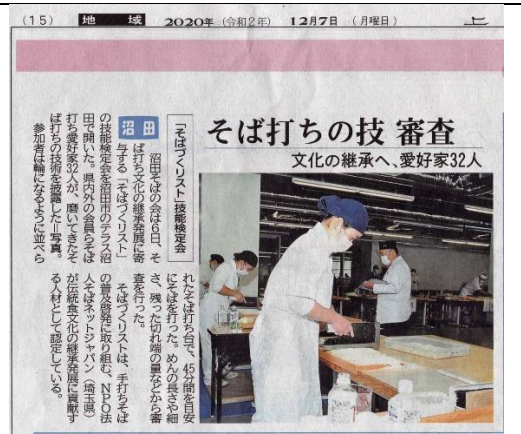 (15) 地域 2020年(令和2年) 12月7日(月曜日) 上
そば打ちの技 審査
文化の継承へ、愛好家32人
「そばづくリスト」技能検定会
沼田
沼田そばの会は6日、そ
ば打ち文化の継承発展に寄
与する「そばづくリスト」
の技能検定会を沼田市のテラス沼
田で開いた。県内外の会員らそば
打ち愛好家32人が、磨いてきたそ
ば打ちの技術を披露した=写真。
参加者は輪になるように並べら
れたそば打ち台で、45分間を目安
にそばを打った。めんの長さや細
さ、残った切れ端の量などから審
査を行った。
そばづくリストは、手打ちそば
の普及啓発に取り組む、NPO法
人そばネットジャパン(埼玉県)
が伝統食文化の継承発展に貢献す
る人材として認定している。